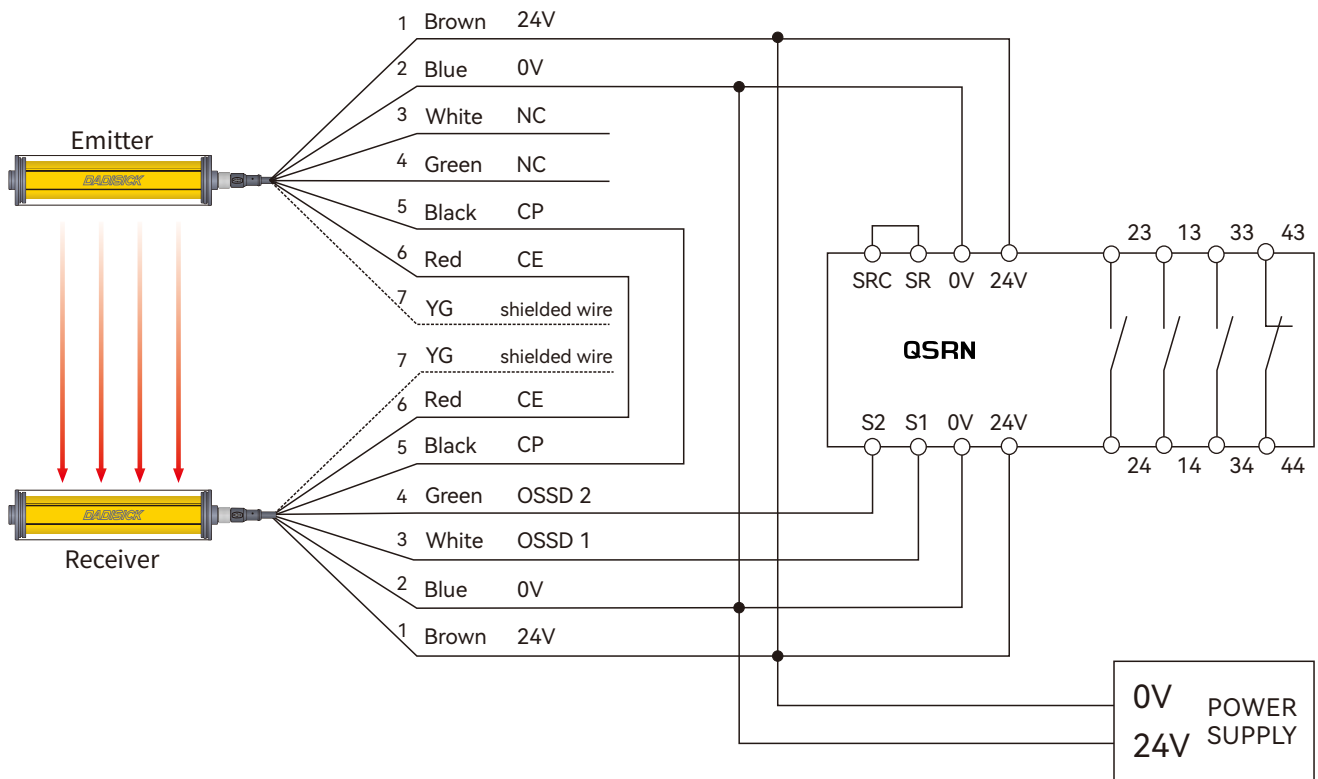 1 Brown 24V
2 Blue 0V
3 White NC
4 Green NC
5 Black CP
6 Red CE
7 YG shielded wire
Emitter
DADISICK
7 YG shielded wire
6 Red CE
5 Black CP
4 Green OSSD 2
3 White OSSD 1
2 Blue 0V
1 Brown 24V
DADISICK
Receiver
23 13 33 43
SRC SR 0V 24V
QSRN
S2 S1 0V 24V
24 14 34 44
0V
24V
POWER
SUPPLY